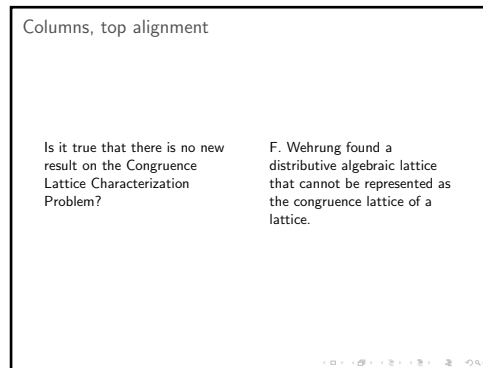 Columns, top alignment
Is it true that there is no new
result on the Congruence
Lattice Characterization
Problem?
F. Wehrung found a
distributive algebraic lattice
that cannot be represented as
the congruence lattice of a
lattice.